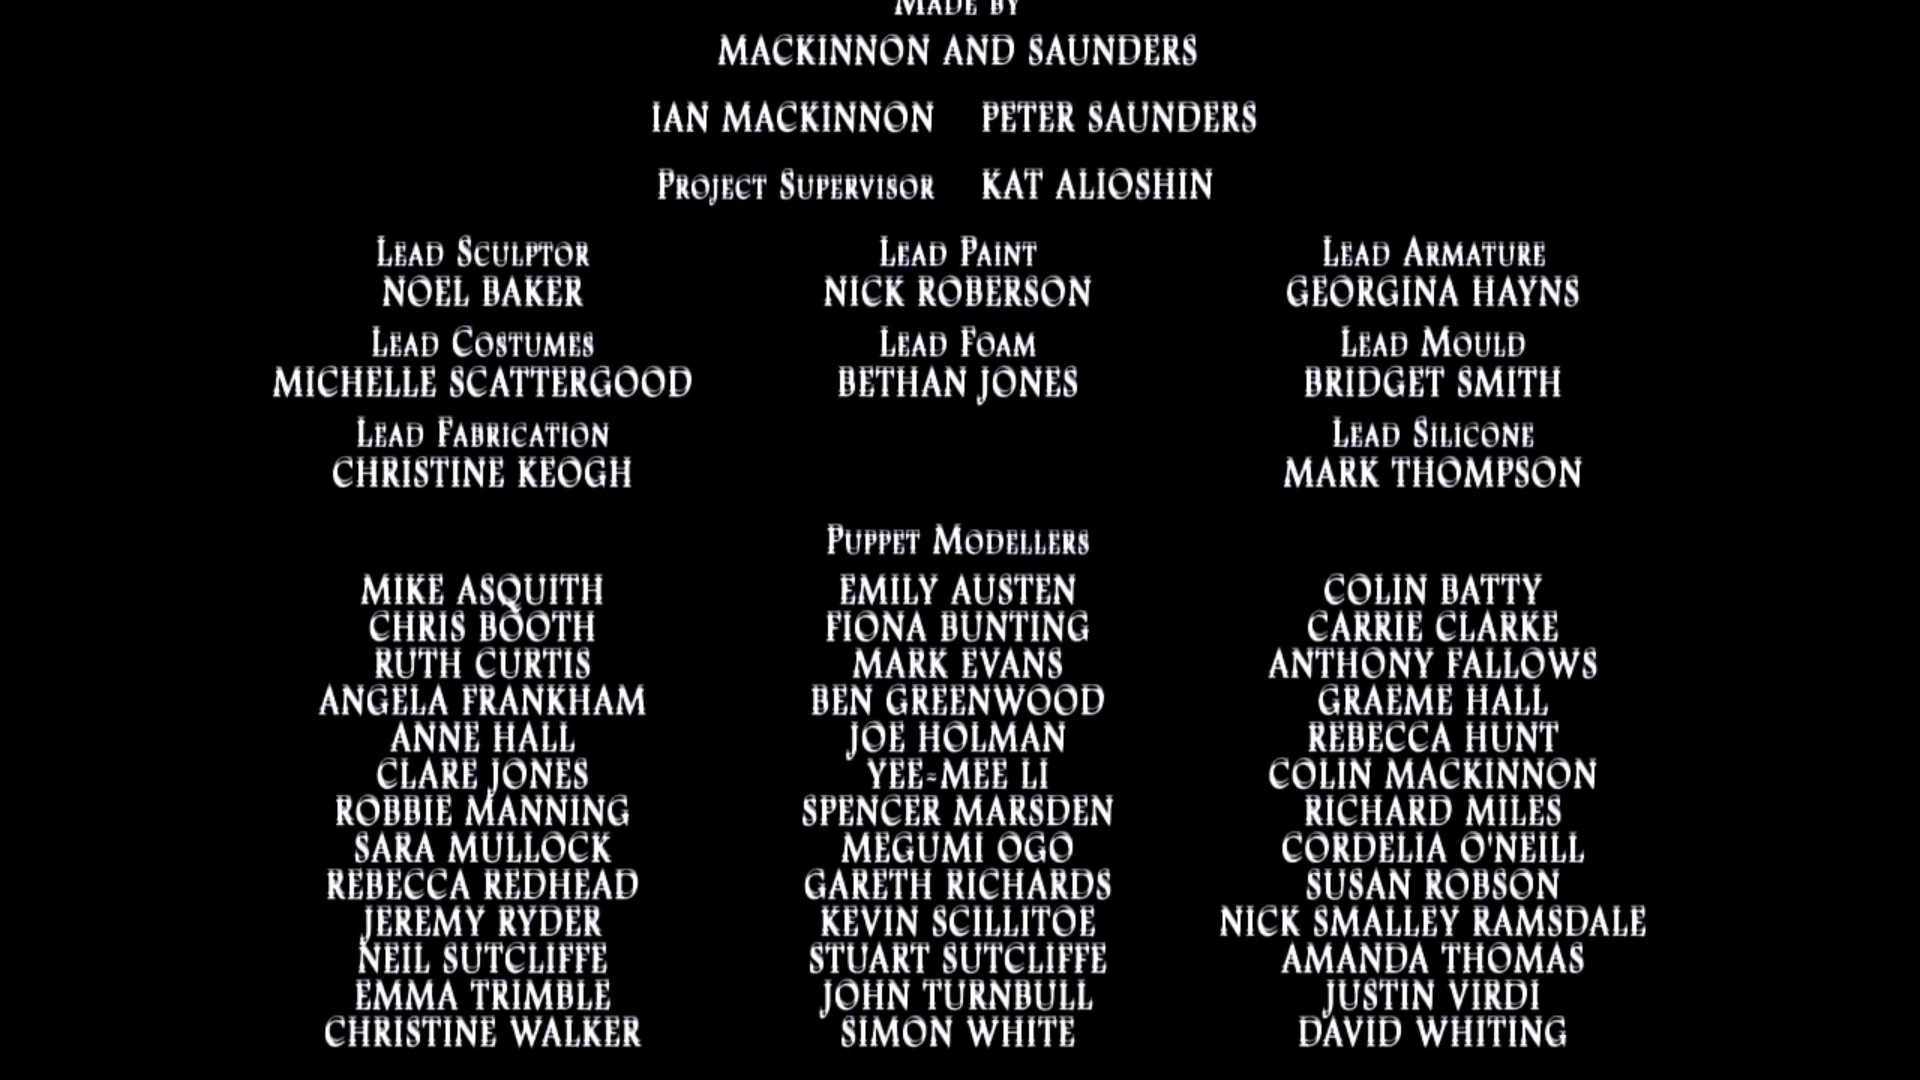 MADE BY
MACKINNON AND SAUNDERS
IAN MACKINNON PETER SAUNDERS
PROJECT SUPERVISOR KAT ALIOSHIN
LEAD SCULPTOR LEAD PAINT LEAD ARMATURE
NOEL BAKER NICK ROBERSON GEORGINA HAYNS
LEAD COSTUMES LEAD FOAM LEAD MOULD
MICHELLE SCATTERGOOD BETHAN JONES BRIDGET SMITH
LEAD FABRICATION LEAD SILICONE
CHRISTINE KEOGH MARK THOMPSON
PUPPET MODELLERS
MIKE ASQUITH EMILY AUSTEN COLIN BATTY
CHRIS BOOTH FIONA BUNTING CARRIE CLARKE
RUTH CURTIS MARK EVANS ANTHONY FALLOWS
ANGELA FRANKHAM BEN GREENWOOD GRAEME HALL
ANNE HALL JOE HOLMAN REBECCA HUNT
CLARE JONES YEE-MEE LI COLIN MACKINNON
ROBBIE MANNING SPENCER MARSDEN RICHARD MILES
SARA MULLOCK MEGUMI OGO CORDELIA O'NEILL
REBECCA REDHEAD GARETH RICHARDS SUSAN ROBSON
JEREMY RYDER KEVIN SCILLITOE NICK SMALLEY RAMSDALE
NEIL SUTCLIFFE STUART SUTCLIFFE AMANDA THOMAS
EMMA TRIMBLE JOHN TURNBULL JUSTIN VIRDI
CHRISTINE WALKER SIMON WHITE DAVID WHITING